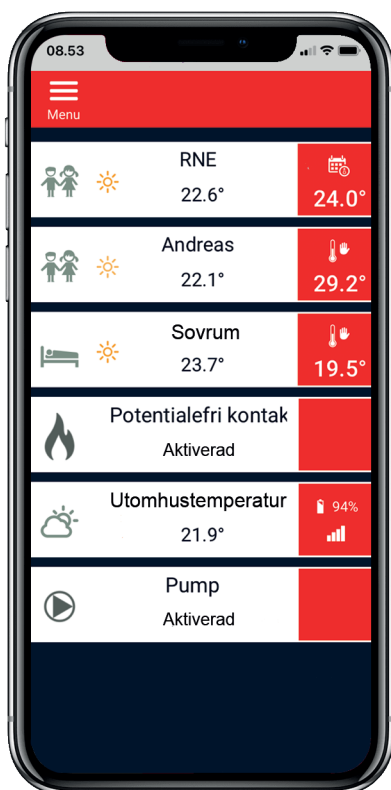 08.53
Menu
RNE
22.6°
24.0°
Andreas
22.1°
29.2°
Sovrum
23.7°
19.5°
Potentialefri kontak
Aktiverad
Utomhustemperatur
21.9°
94%
Pump
Aktiverad